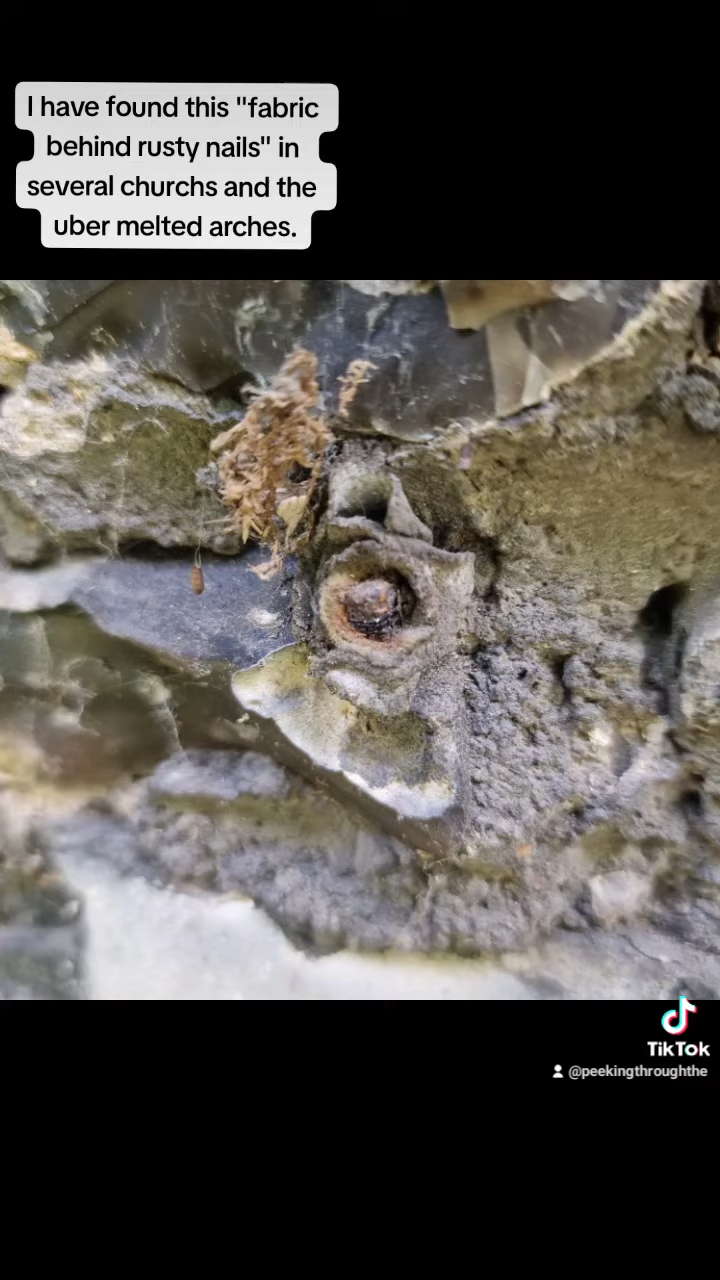 I have found this "fabric
behind rusty nails" in
several churchs and the
uber melted arches.
TikTok
@peekingthroughthe